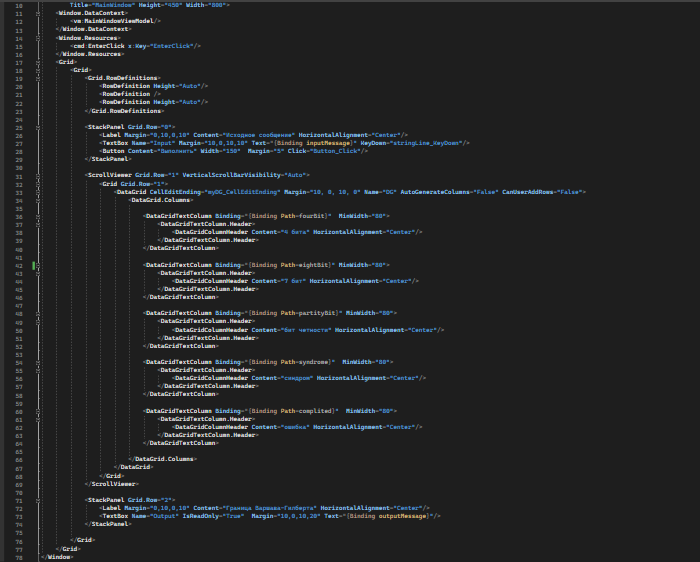 10 Title="MainWindow" Height="450" Width="800">
11 <Window.DataContext>
12 <vm:MainWindowViewModel/>
13 </Window.DataContext>
14 <Window.Resources>
15 <cmd:EnterClick x:Key="EnterClick"/>
16 </Window.Resources>
17 <Grid>
18 <Grid>
19 <Grid.RowDefinitions>
20 <RowDefinition Height="Auto"/>
21 <RowDefinition />
22 <RowDefinition Height="Auto"/>
23 </Grid.RowDefinitions>
24
25 <StackPanel Grid.Row="0">
26 <Label Margin="0,10,0,10" Content="Исходное сообщение" HorizontalAlignment="Center"/>
27 <TextBox Name="Input" Margin="10,0,10,10" Text="{Binding inputMessage}" KeyDown="stringLine_KeyDown"/>
28 <Button Content="Выполнить" Width="150" Margin="5" Click="Button_Click"/>
29 </StackPanel>
30
31 <ScrollViewer Grid.Row="1" VerticalScrollBarVisibility="Auto">
32 <Grid Grid.Row="1">
33 <DataGrid CellEditEnding="myDG_CellEditEnding" Margin="10, 0, 10, 0" Name="DG" AutoGenerateColumns="False" CanUserAddRows="False">
34 <DataGrid.Columns>
35
36 <DataGridTextColumn Binding="{Binding Path=fourBit}" MinWidth="80">
37 <DataGridTextColumn.Header>
38 <DataGridColumnHeader Content="4 бита" HorizontalAlignment="Center"/>
39 </DataGridTextColumn.Header>
40 </DataGridTextColumn>
41
42 <DataGridTextColumn Binding="{Binding Path=eightBit}" MinWidth="80">
43 <DataGridTextColumn.Header>
44 <DataGridColumnHeader Content="7 бит" HorizontalAlignment="Center"/>
45 </DataGridTextColumn.Header>
46 </DataGridTextColumn>
47
48 <DataGridTextColumn Binding="{Binding Path=partityBit}" MinWidth="80">
49 <DataGridTextColumn.Header>
50 <DataGridColumnHeader Content="бит четности" HorizontalAlignment="Center"/>
51 </DataGridTextColumn.Header>
52 </DataGridTextColumn>
53
54 <DataGridTextColumn Binding="{Binding Path=syndrome}" MinWidth="80">
55 <DataGridTextColumn.Header>
56 <DataGridColumnHeader Content="синдром" HorizontalAlignment="Center"/>
57 </DataGridTextColumn.Header>
58 </DataGridTextColumn>
59
60 <DataGridTextColumn Binding="{Binding Path=complited}" MinWidth="80">
61 <DataGridTextColumn.Header>
62 <DataGridColumnHeader Content="ошибка" HorizontalAlignment="Center"/>
63 </DataGridTextColumn.Header>
64 </DataGridTextColumn>
65
66 </DataGrid.Columns>
67 </DataGrid>
68 </Grid>
69 </ScrollViewer>
70
71 <StackPanel Grid.Row="2">
72 <Label Margin="0,10,0,10" Content="Граница Варшава-Гилберта" HorizontalAlignment="Center"/>
73 <TextBox Name="Output" IsReadOnly="True" Margin="10,0,10,20" Text="{Binding outputMessage}"/>
74 </StackPanel>
75
76 </Grid>
77 </Grid>
78 </Window>